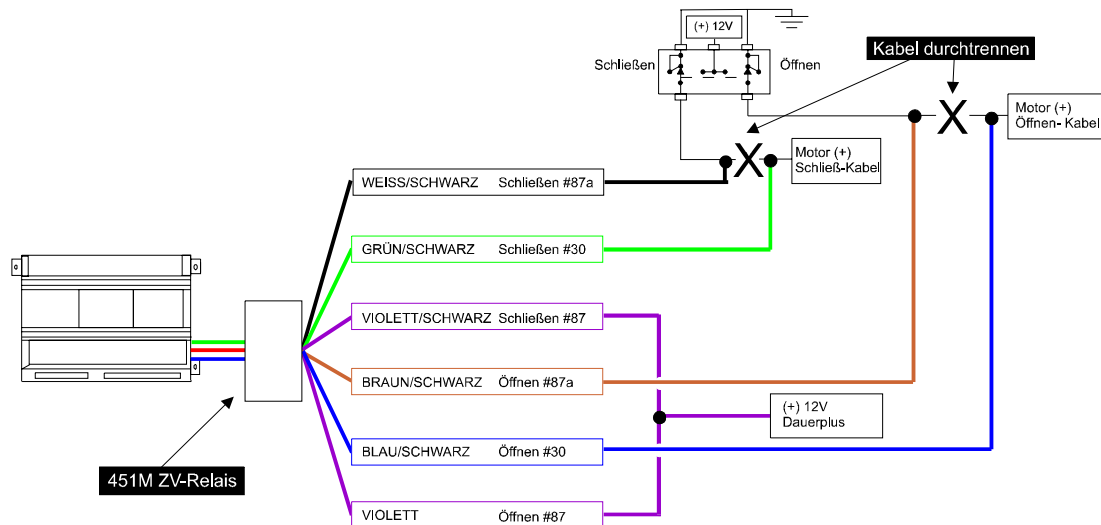 (+) 12V
Schließen
Öffnen
Kabel durchtrennen
Motor (+)
Öffnen- Kabel
Motor (+)
Schließ-Kabel
WEISS/SCHWARZ Schließen #87a
GRÜN/SCHWARZ Schließen #30
VIOLETT/SCHWARZ Schließen #87
BRAUN/SCHWARZ Öffnen #87a
(+) 12V
Dauerplus
BLAU/SCHWARZ Öffnen #30
451M ZV-Relais
VIOLETT Öffnen #87